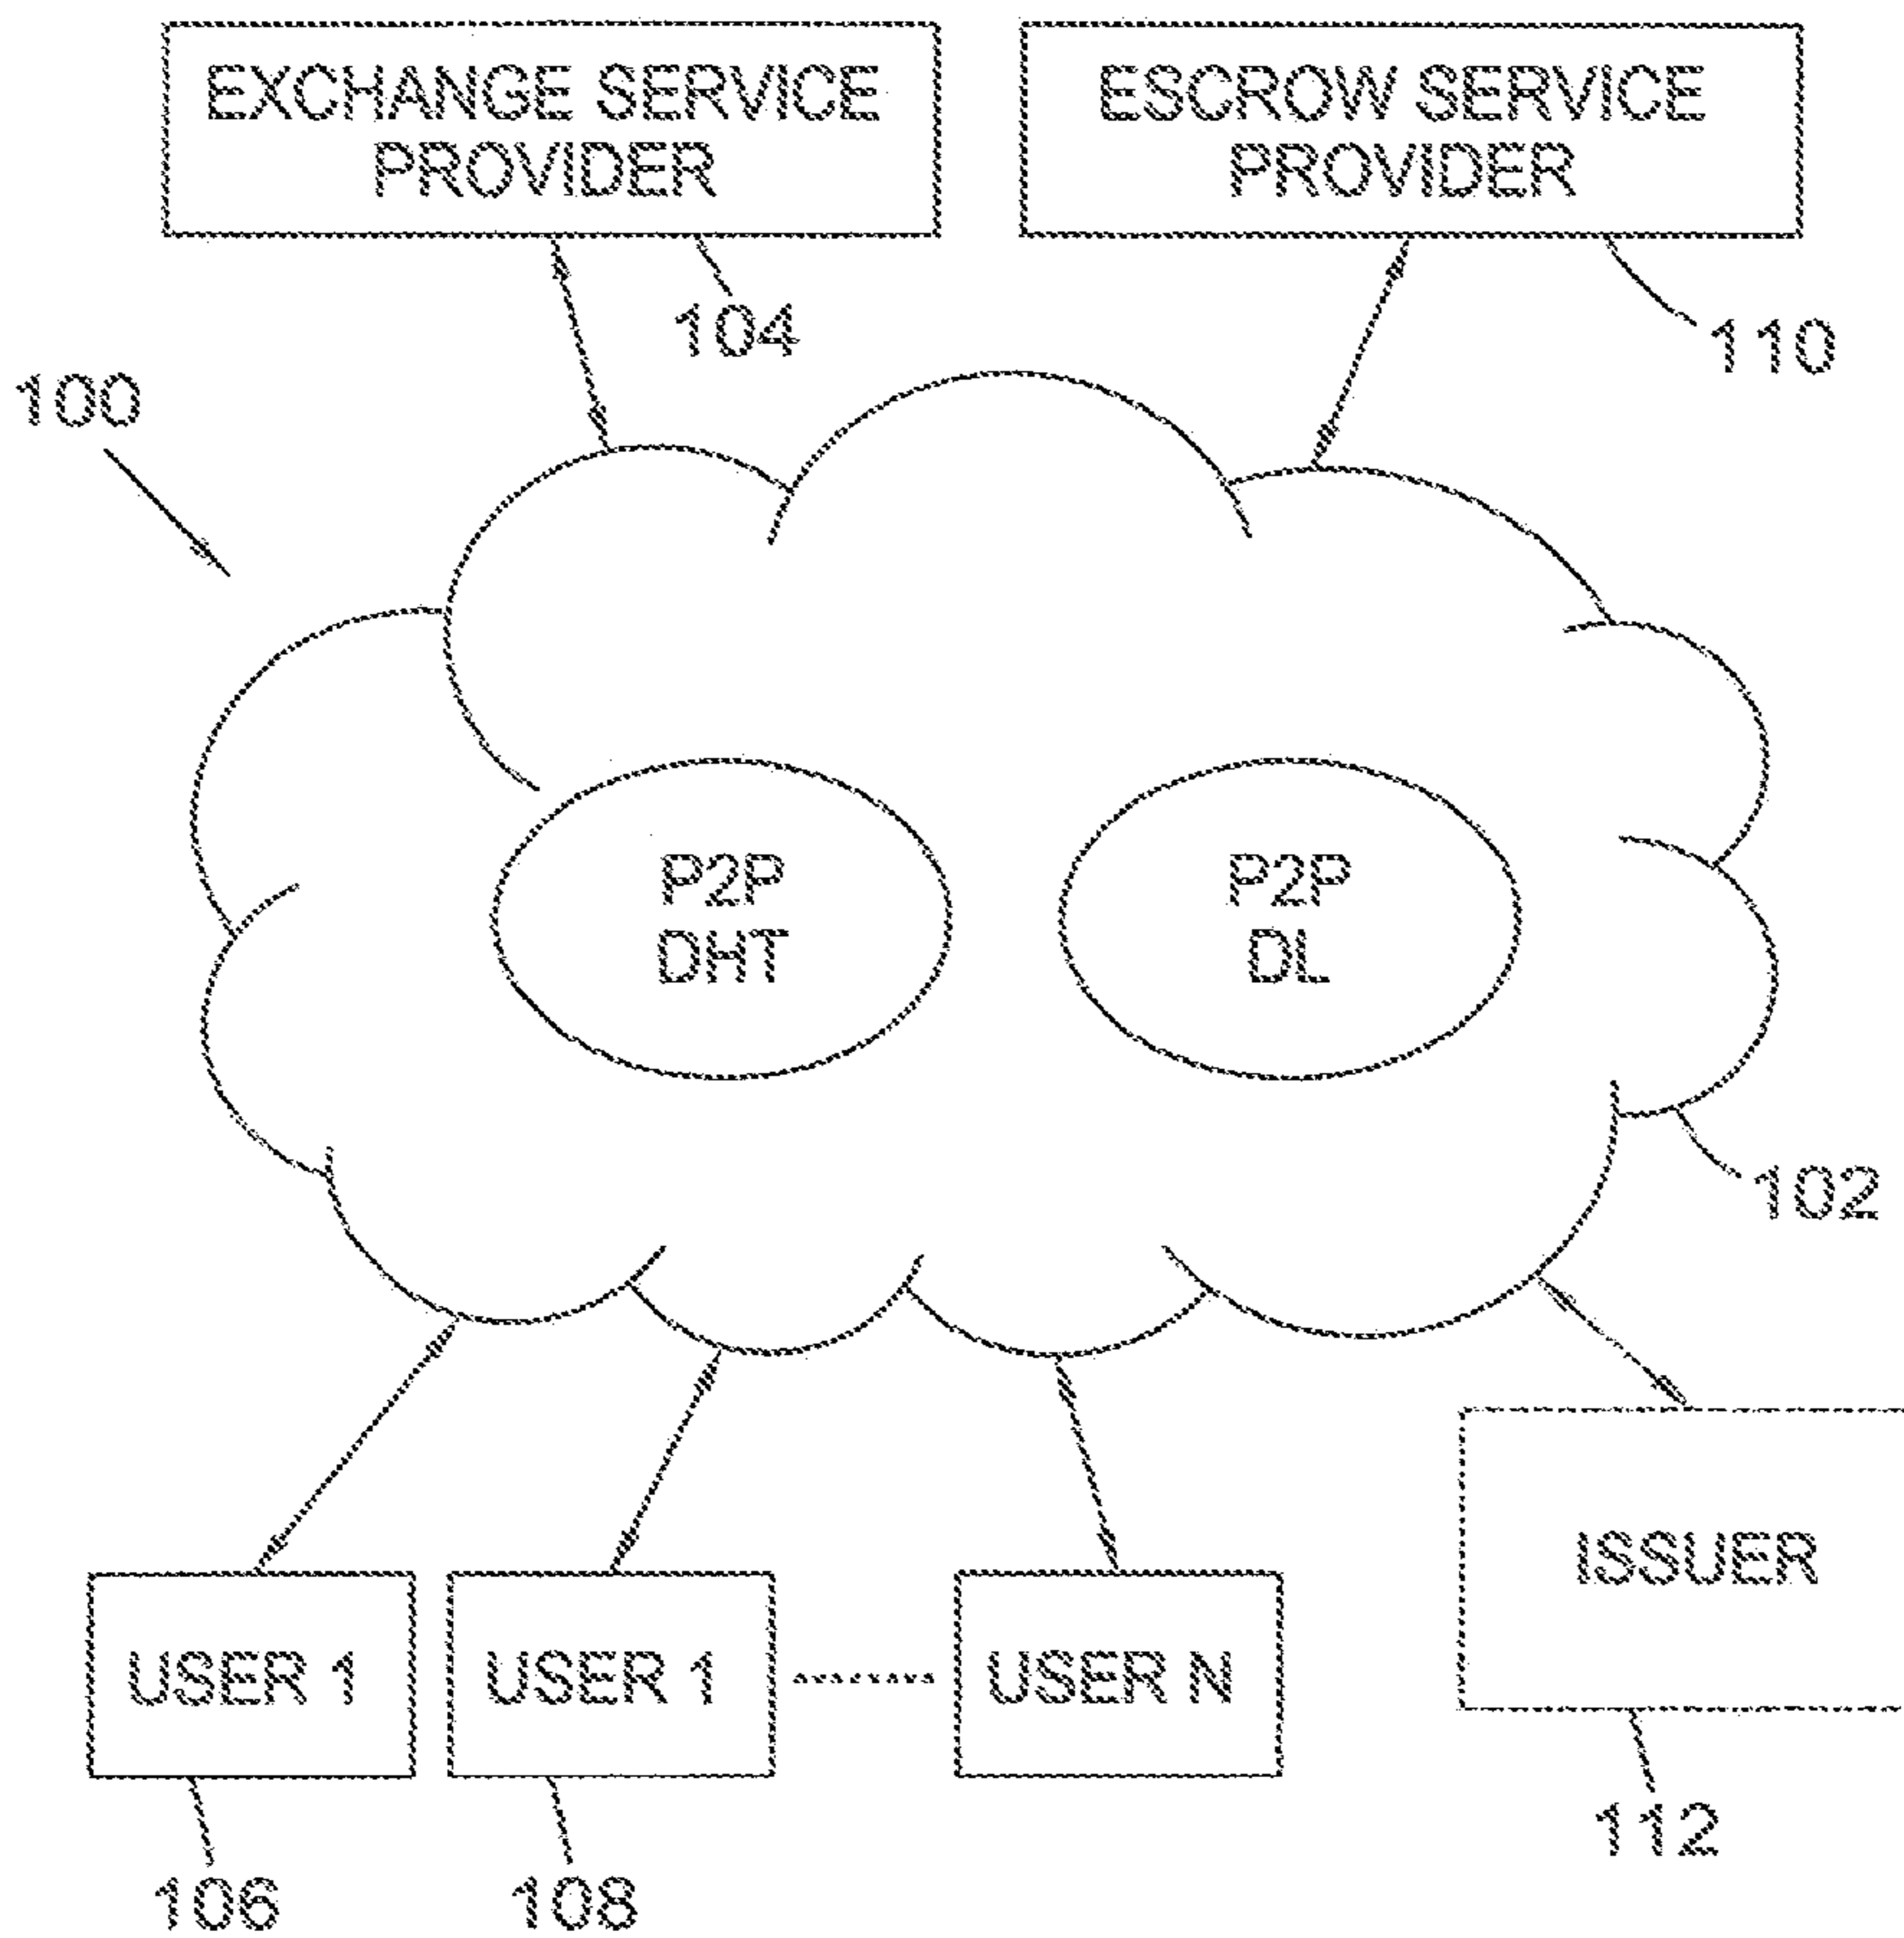 EXCHANGE SERVICE
PROVIDER
ESCROW SERVICE
PROVIDER
104
110
100
P2P
DHT
P2P
DL
102
ISSUER
USER 1
USER 1
USER N
112
106
108